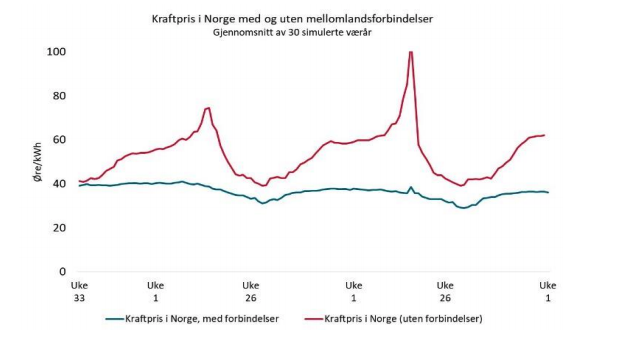 Kraftpris i Norge med og uten mellomlandsforbindelser
Gjennomsnitt av 30 simulerte værår
100
80
60
40
20
0
Øre/kWh
Uke 33
Uke 1
Uke 26
Uke 1
Uke 26
Uke 1
Kraftpris i Norge, med forbindelser
Kraftpris i Norge (uten forbindelser)